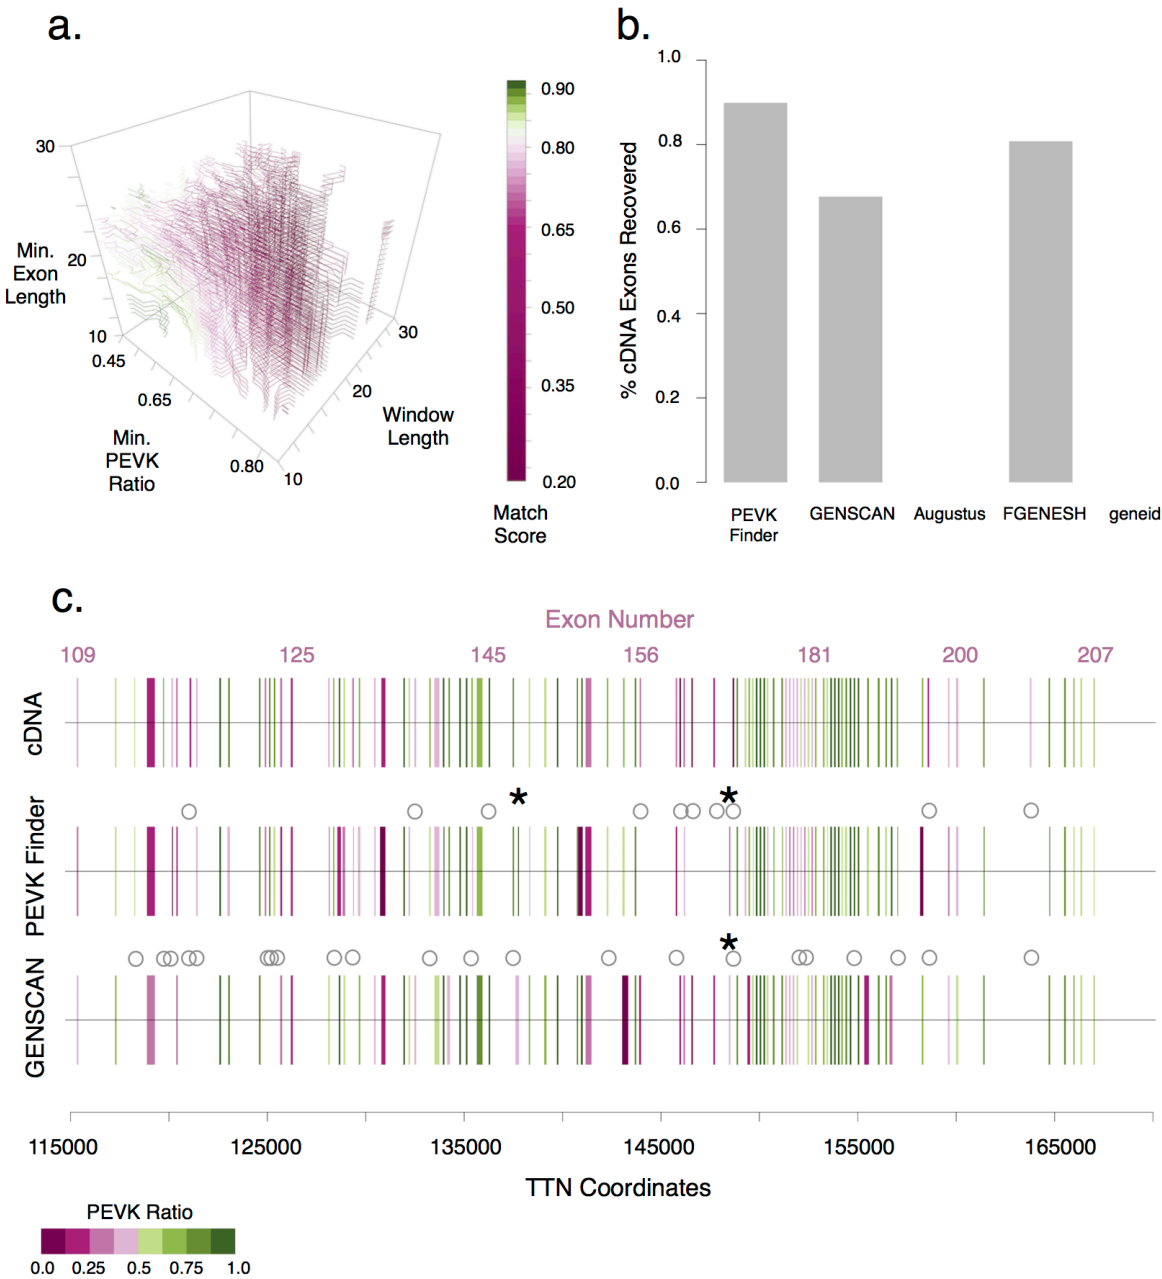 a.
30
Min.
Exon
Length
20
10
0.45
0.65
Min.
PEVK
Ratio
0.80
10
20
30
Window
Length
0.90
0.80
0.65
0.50
0.35
0.20
Match
Score
b.
% cDNA Exons Recovered
1.0
0.8
0.6
0.4
0.2
0.0
PEVK
Finder
GENSCAN
Augustus
FGENESH
geneid
c.
Exon Number
109 125 145 156 181 200 207
cDNA
PEVK Finder
* *
GENSCAN
*
115000 125000 135000 145000 155000 165000
TTN Coordinates
PEVK Ratio
0.0 0.25 0.5 0.75 1.0